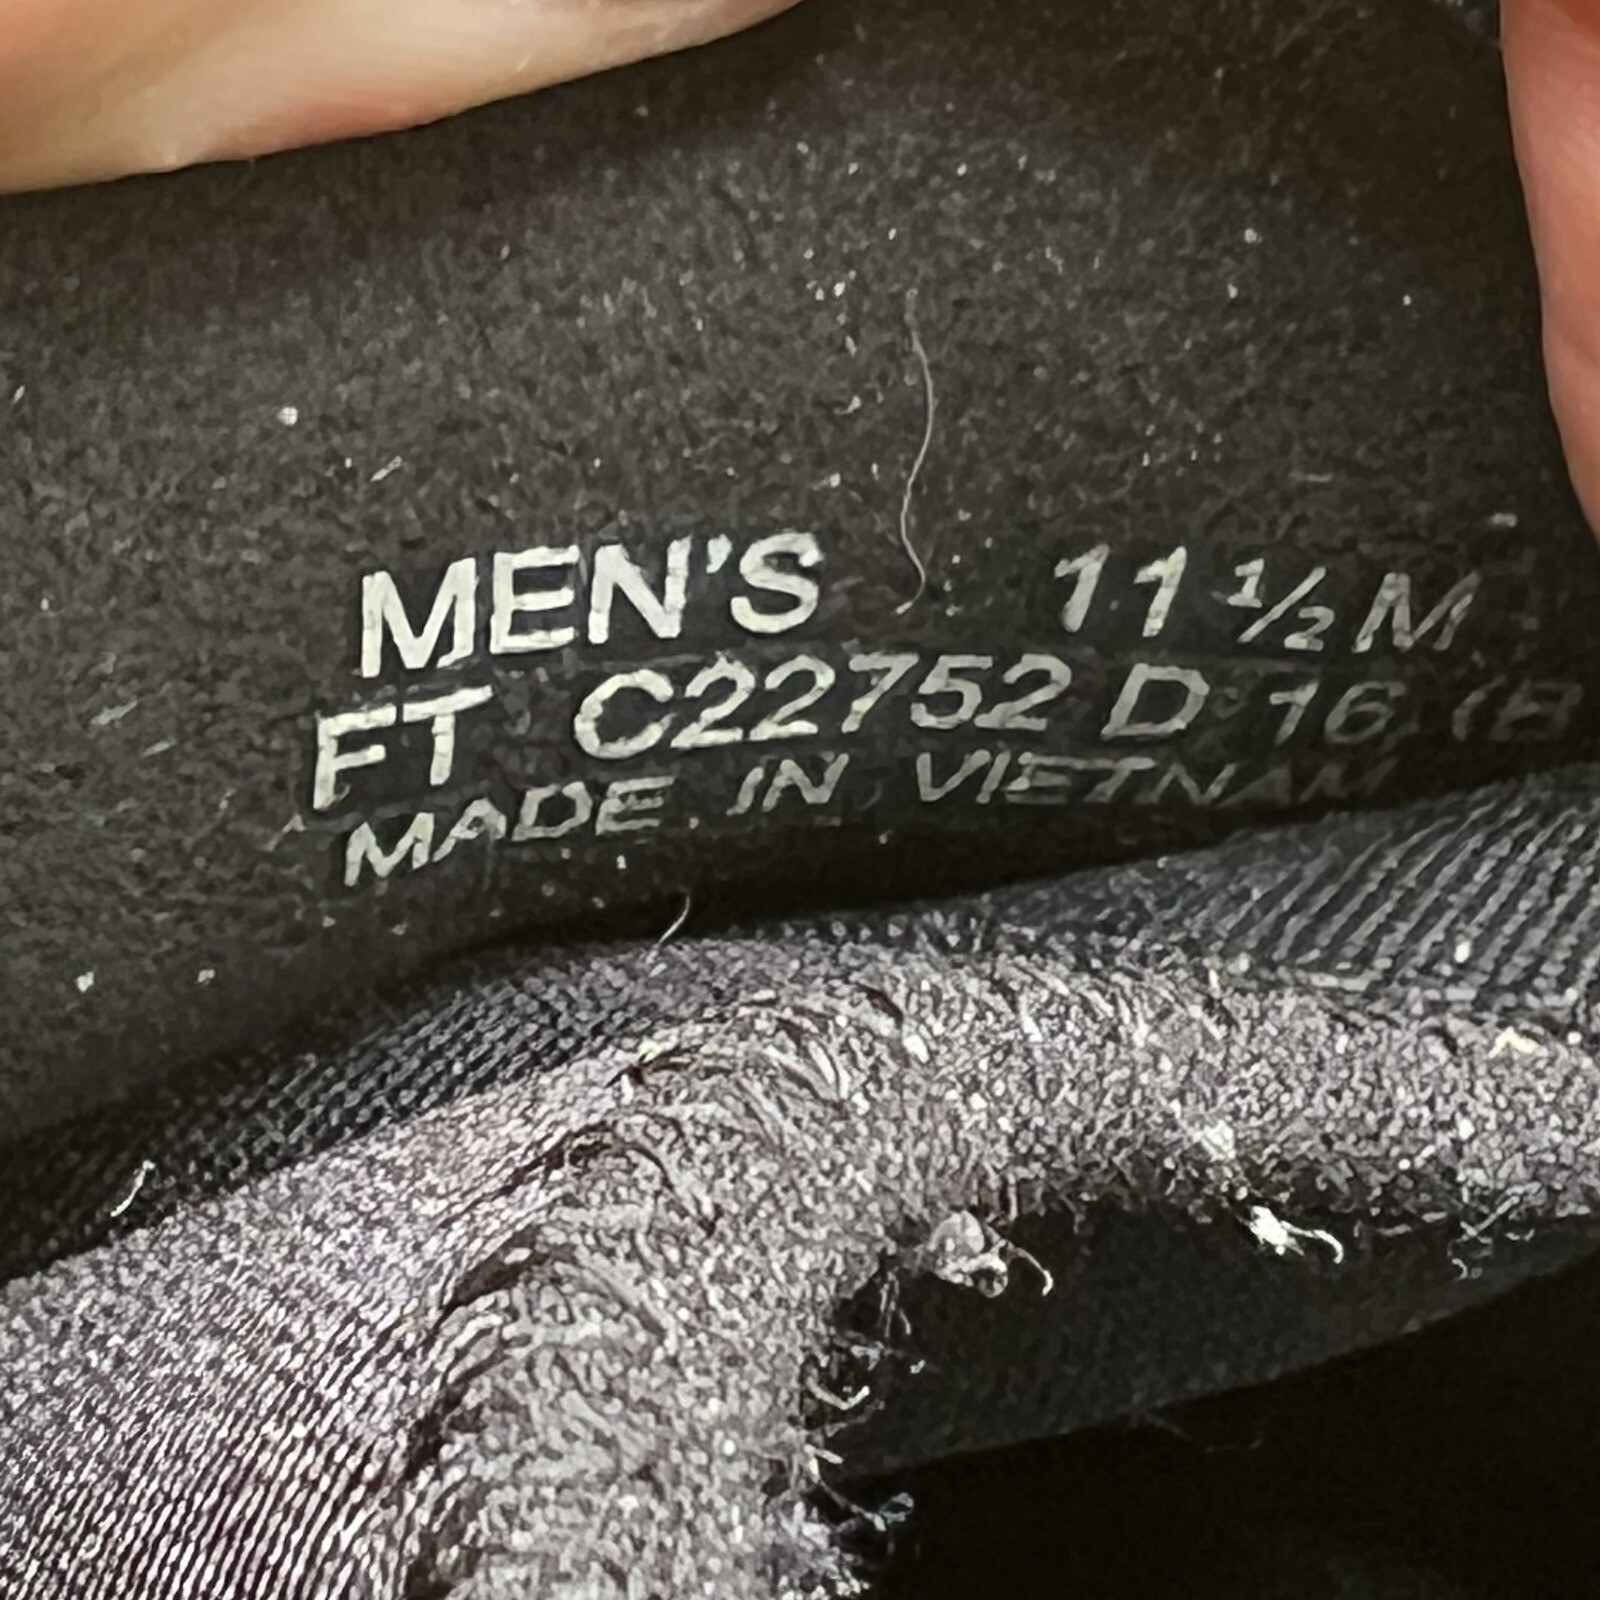 MEN'S 11 ½ M
FT C22752 D 16 (B
MADE IN VIETNAM